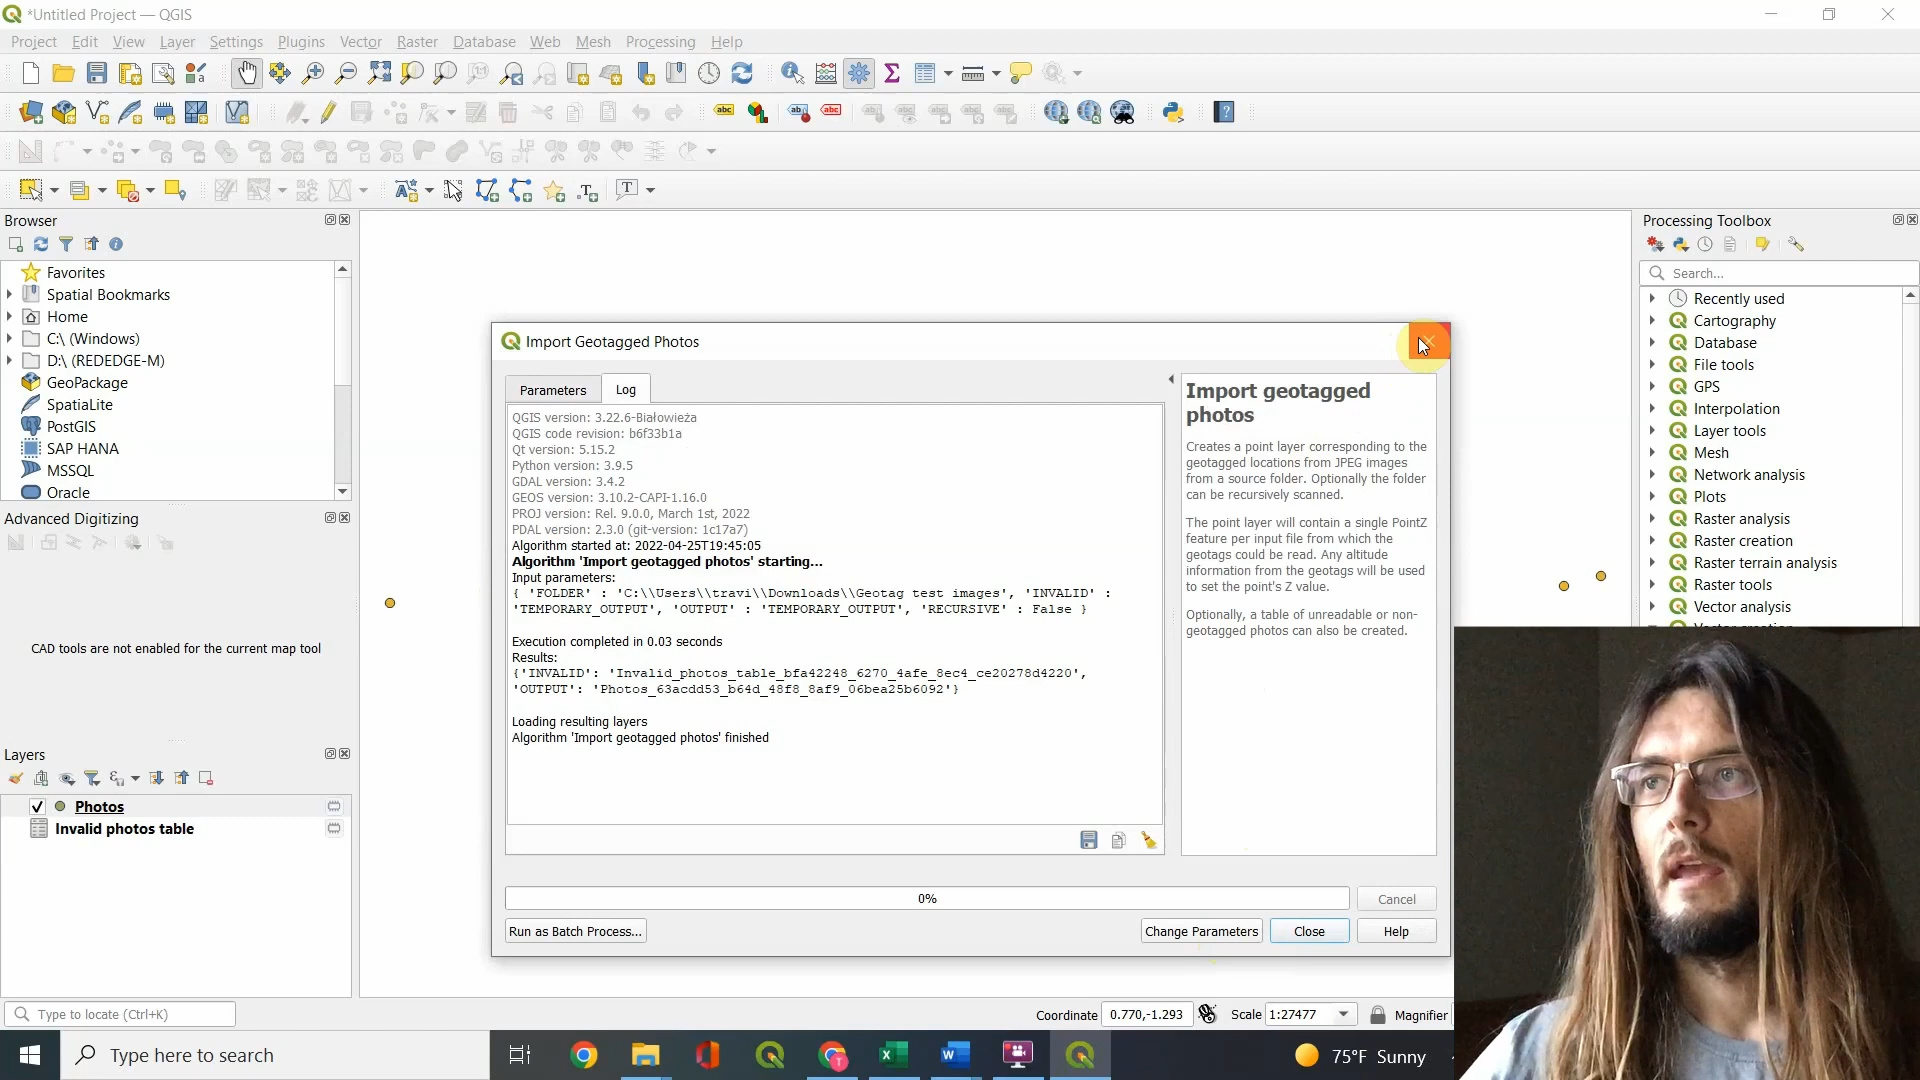 *Untitled Project — QGIS
Project Edit View Layer Settings Plugins Vector Raster Database Web Mesh Processing Help
Browser
Favorites
Spatial Bookmarks
Home
C:\ (Windows)
D:\ (REDEDGE-M)
GeoPackage
SpatiaLite
PostGIS
SAP HANA
MSSQL
Oracle
Advanced Digitizing
CAD tools are not enabled for the current map tool
Layers
Photos
Invalid photos table
Type to locate (Ctrl+K)
Import Geotagged Photos
Parameters Log
QGIS version: 3.22.6-Białowieża
QGIS code revision: b6f33b1a
Qt version: 5.15.2
Python version: 3.9.5
GDAL version: 3.4.2
GEOS version: 3.10.2-CAPI-1.16.0
PROJ version: Rel. 9.0.0, March 1st, 2022
PDAL version: 2.3.0 (git-version: 1c17a7)
Algorithm started at: 2022-04-25T19:45:05
Algorithm 'Import geotagged photos' starting…
Input parameters:
{ 'FOLDER' : 'C:\\Users\\travi\\Downloads\\Geotag test images', 'INVALID' :
'TEMPORARY_OUTPUT', 'OUTPUT' : 'TEMPORARY_OUTPUT', 'RECURSIVE' : False }
Execution completed in 0.03 seconds
Results:
{'INVALID': 'Invalid_photos_table_bfa42248_6270_4afe_8ec4_ce20278d4220',
'OUTPUT': 'Photos_63acdd53_b64d_48f8_8af9_06bea25b6092'}
Loading resulting layers
Algorithm 'Import geotagged photos' finished
Import geotagged
photos
Creates a point layer corresponding to the
geotagged locations from JPEG images
from a source folder. Optionally the folder
can be recursively scanned.
The point layer will contain a single PointZ
feature per input file from which the
geotags could be read. Any altitude
information from the geotags will be used
to set the point's Z value.
Optionally, a table of unreadable or non-
geotagged photos can also be created.
0%
Cancel
Run as Batch Process…
Change Parameters Close Help
Processing Toolbox
Search…
Recently used
Cartography
Database
File tools
GPS
Interpolation
Layer tools
Mesh
Network analysis
Plots
Raster analysis
Raster creation
Raster terrain analysis
Raster tools
Vector analysis
Coordinate 0.770,-1.293 Scale 1:27477 Magnifier
Type here to search
75°F Sunny